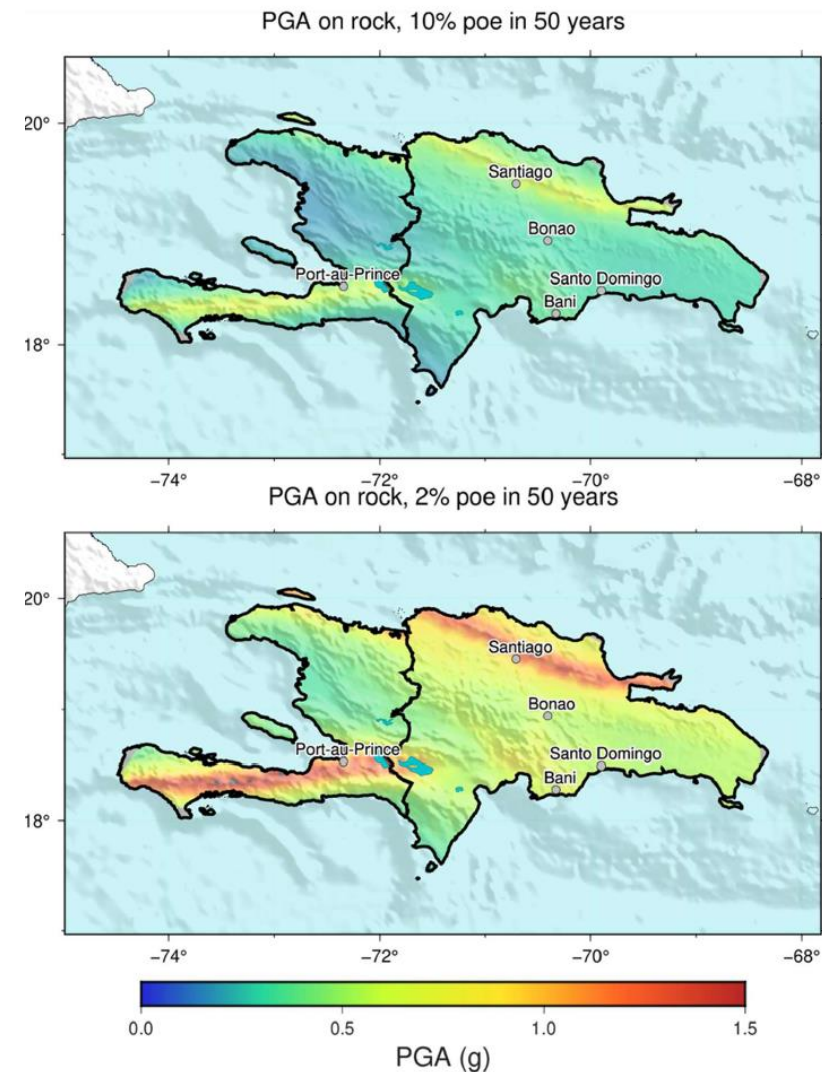 PGA on rock, 10% poe in 50 years
20°
Santiago
Bonao
Port-au-Prince
Santo Domingo
Bani
18°
−74° −72° −70° −68°
PGA on rock, 2% poe in 50 years
20°
Santiago
Bonao
Port-au-Prince
Santo Domingo
Bani
18°
−74° −72° −70° −68°
0.0 0.5 1.0 1.5
PGA (g)